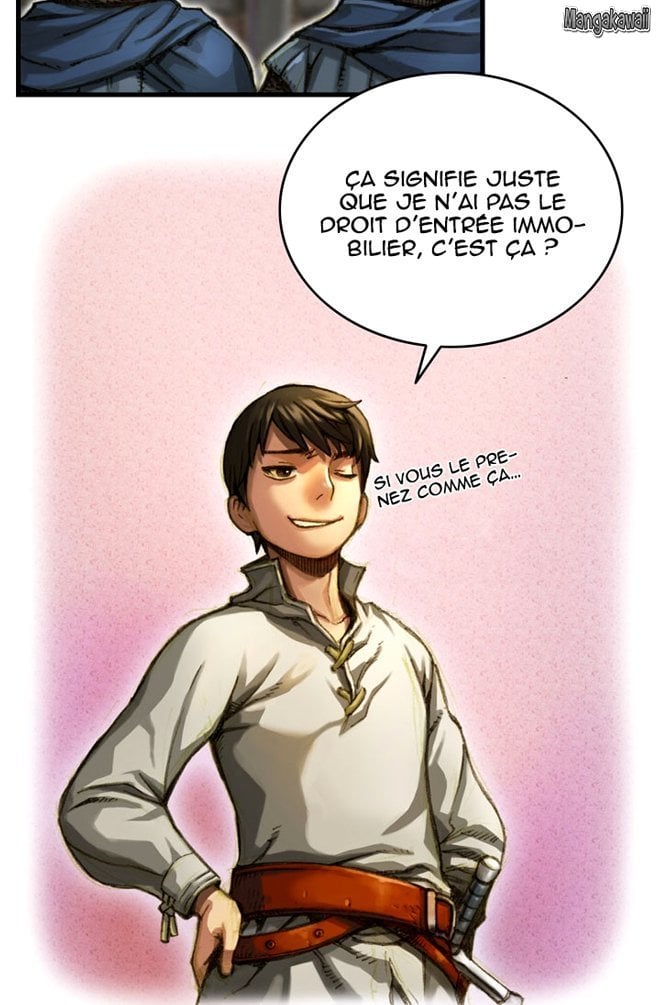 Mangakawaii
ÇA SIGNIFIE JUSTE
QUE JE N'AI PAS LE
DROIT D'ENTRÉE IMMO-
BILIER, C'EST ÇA ?
SI VOUS LE PRE-
NEZ COMME ÇA...